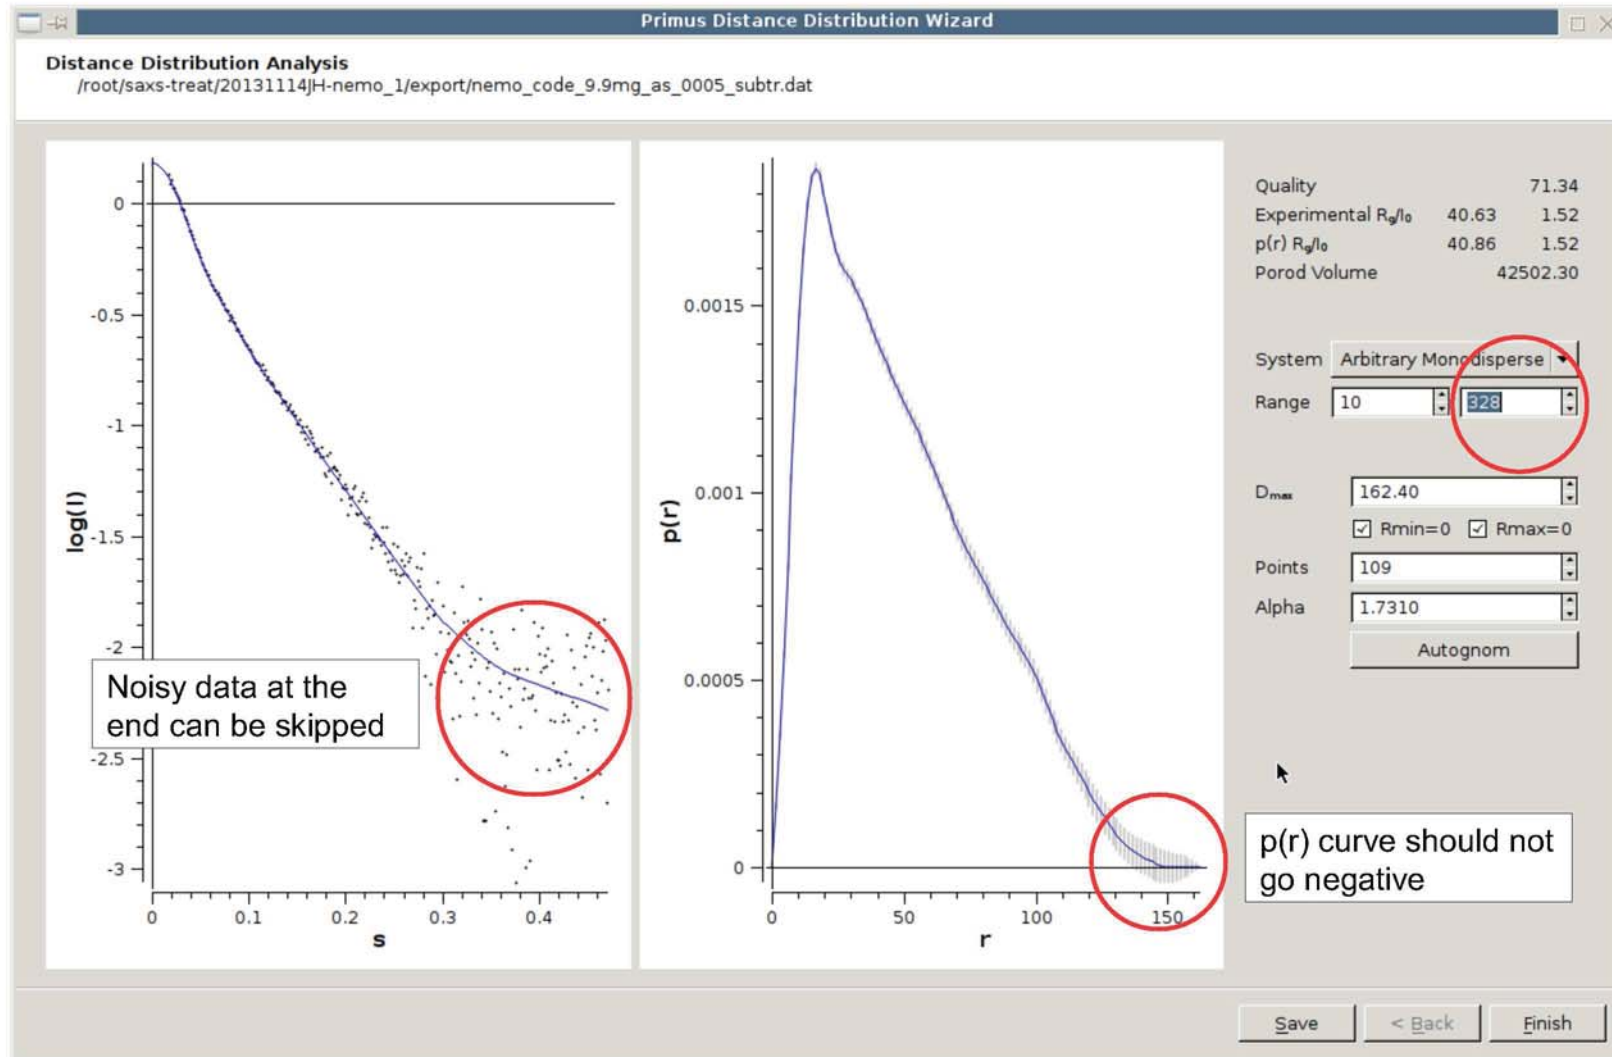 Primus Distance Distribution Wizard
Distance Distribution Analysis
/root/saxs-treat/20131114JH-nemo_1/export/nemo_code_9.9mg_as_0005_subtr.dat
0
-0.5
-1
-1.5
-2
-2.5
-3
log(I)
0 0.1 0.2 0.3 0.4
s
Noisy data at the
end can be skipped
0.0015
0.001
0.0005
0
p(r)
0 50 100 150
r
Quality 71.34
Experimental Rg/I₀ 40.63 1.52
p(r) Rg/I₀ 40.86 1.52
Porod Volume 42502.30
System Arbitrary Monodisperse
Range 10 328
Dmax 162.40
Rmin=0 Rmax=0
Points 109
Alpha 1.7310
Autognom
p(r) curve should not
go negative
Save < Back Finish